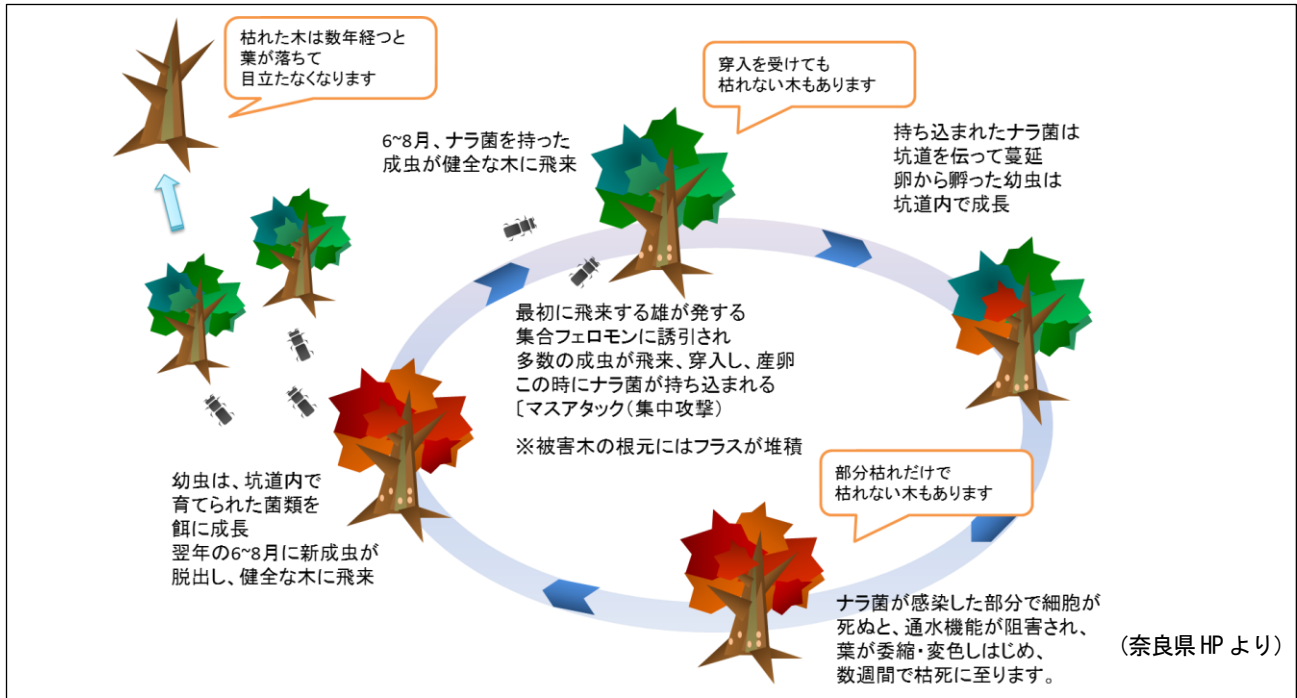 枯れた木は数年経つと
葉が落ちて
目立たなくなります
穿入を受けても
枯れない木もあります
6~8月、ナラ菌を持った
成虫が健全な木に飛来
持ち込まれたナラ菌は
坑道を伝って蔓延
卵から孵った幼虫は
坑道内で成長
最初に飛来する雄が発する
集合フェロモンに誘引され
多数の成虫が飛来、穿入し、産卵
この時にナラ菌が持ち込まれる
〔マスアタック(集中攻撃)
※被害木の根元にはフラスが堆積
部分枯れだけで
枯れない木もあります
幼虫は、坑道内で
育てられた菌類を
餌に成長
翌年の6~8月に新成虫が
脱出し、健全な木に飛来
ナラ菌が感染した部分で細胞が
死ぬと、通水機能が阻害され、
葉が委縮・変色しはじめ、
数週間で枯死に至ります。
(奈良県 HP より)